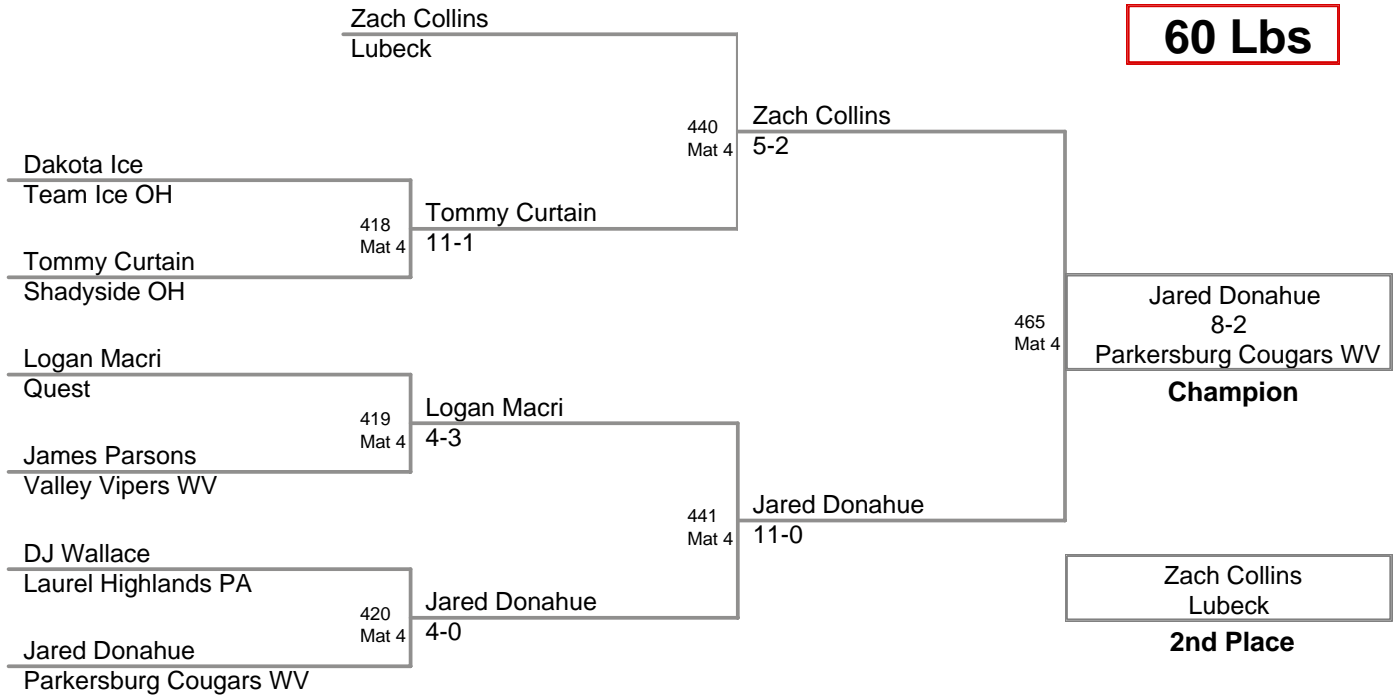 60 Lbs
Zach Collins
Lubeck
440
Mat 4
Zach Collins
5-2
Dakota Ice
Team Ice OH
418
Mat 4
Tommy Curtain
11-1
Tommy Curtain
Shadyside OH
465
Mat 4
Jared Donahue
8-2
Parkersburg Cougars WV
Champion
Logan Macri
Quest
419
Mat 4
Logan Macri
4-3
James Parsons
Valley Vipers WV
441
Mat 4
Jared Donahue
11-0
DJ Wallace
Laurel Highlands PA
420
Mat 4
Jared Donahue
4-0
Jared Donahue
Parkersburg Cougars WV
Zach Collins
Lubeck
2nd Place